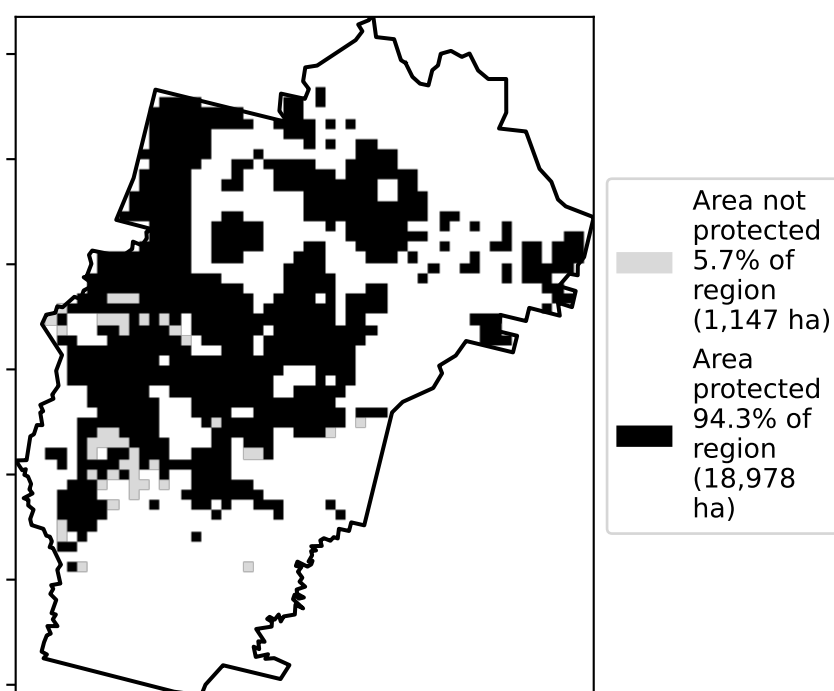 Area not
protected
5.7% of
region
(1,147 ha)
Area
protected
94.3% of
region
(18,978
ha)